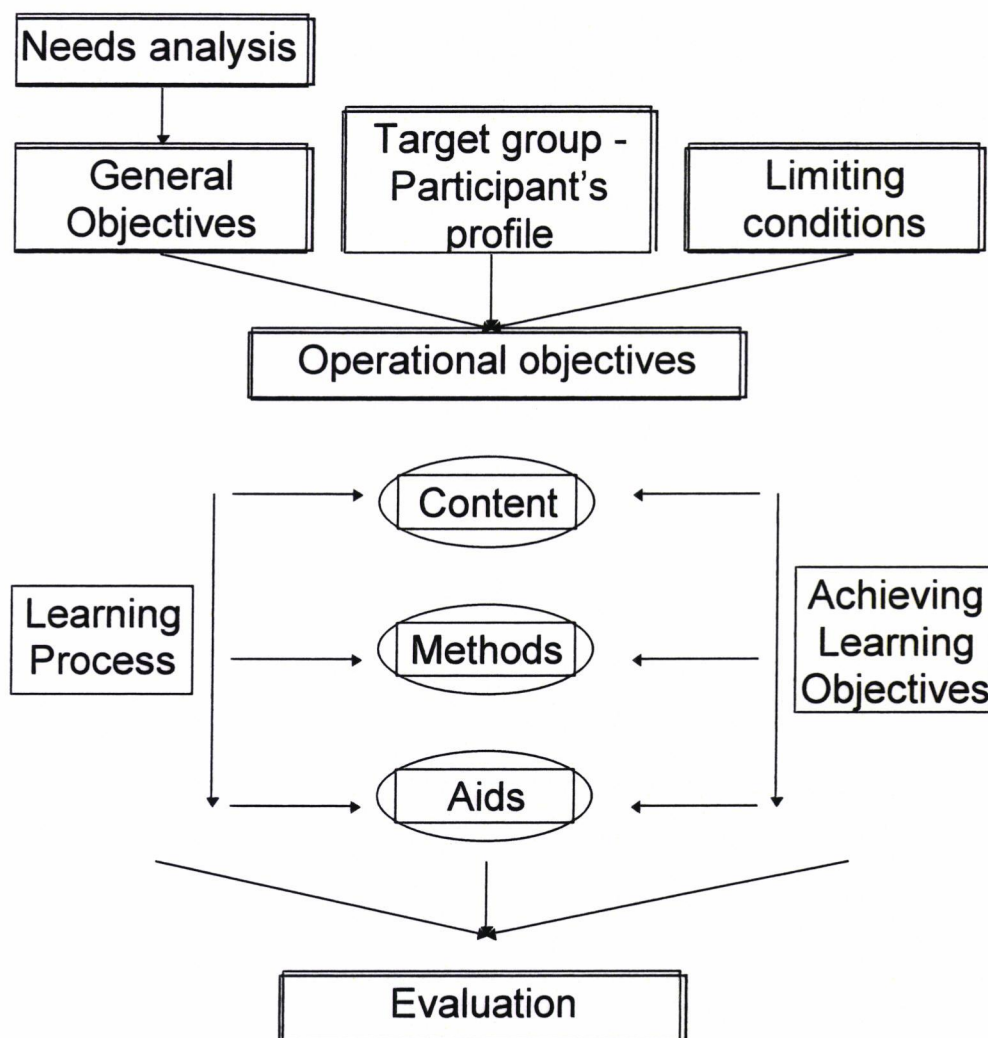 Needs analysis
General
Objectives
Target group -
Participant's
profile
Limiting
conditions
Operational objectives
Content
Learning
Process
Methods
Achieving
Learning
Objectives
Aids
Evaluation